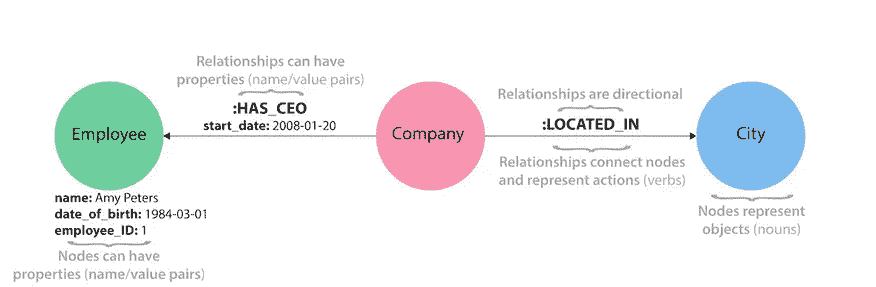 Relationships can have
properties (name/value pairs)
:HAS_CEO
start_date: 2008-01-20
Relationships are directional
:LOCATED_IN
Employee
Company
City
Relationships connect nodes
and represent actions (verbs)
name: Amy Peters
date_of_birth: 1984-03-01
employee_ID: 1
Nodes represent
objects (nouns)
Nodes can have
properties (name/value pairs)